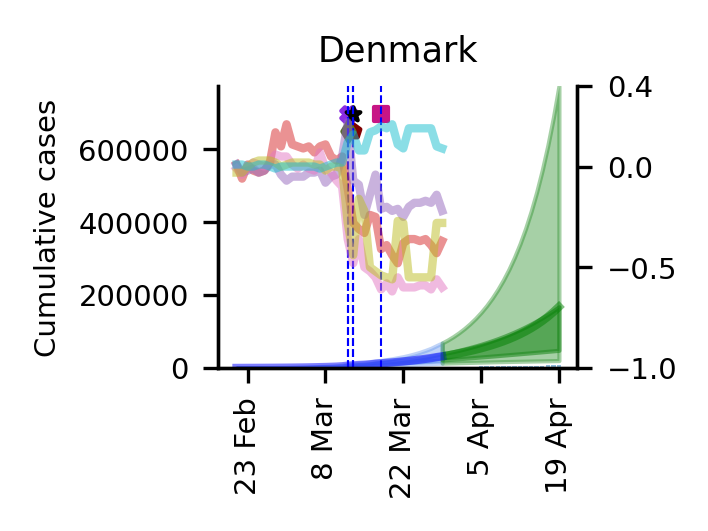 Denmark
Cumulative cases
600000
400000
200000
0
0.4
0.0
−0.5
−1.0
23 Feb
8 Mar
22 Mar
5 Apr
19 Apr